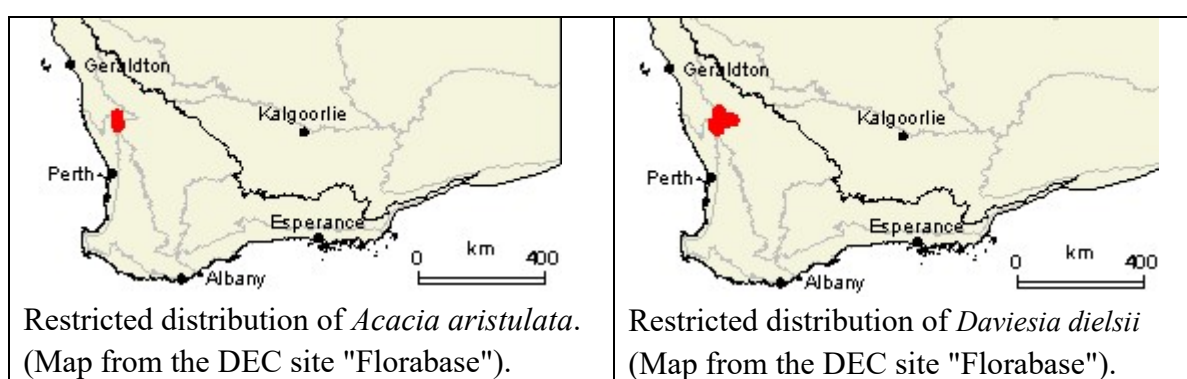 Geraldton
Kalgoorlie
Perth
Esperance
km
0 400
Albany
Restricted distribution of Acacia aristulata.
(Map from the DEC site "Florabase").
Geraldton
Kalgoorlie
Perth
Esperance
km
0 400
Albany
Restricted distribution of Daviesia dielsii
(Map from the DEC site "Florabase").